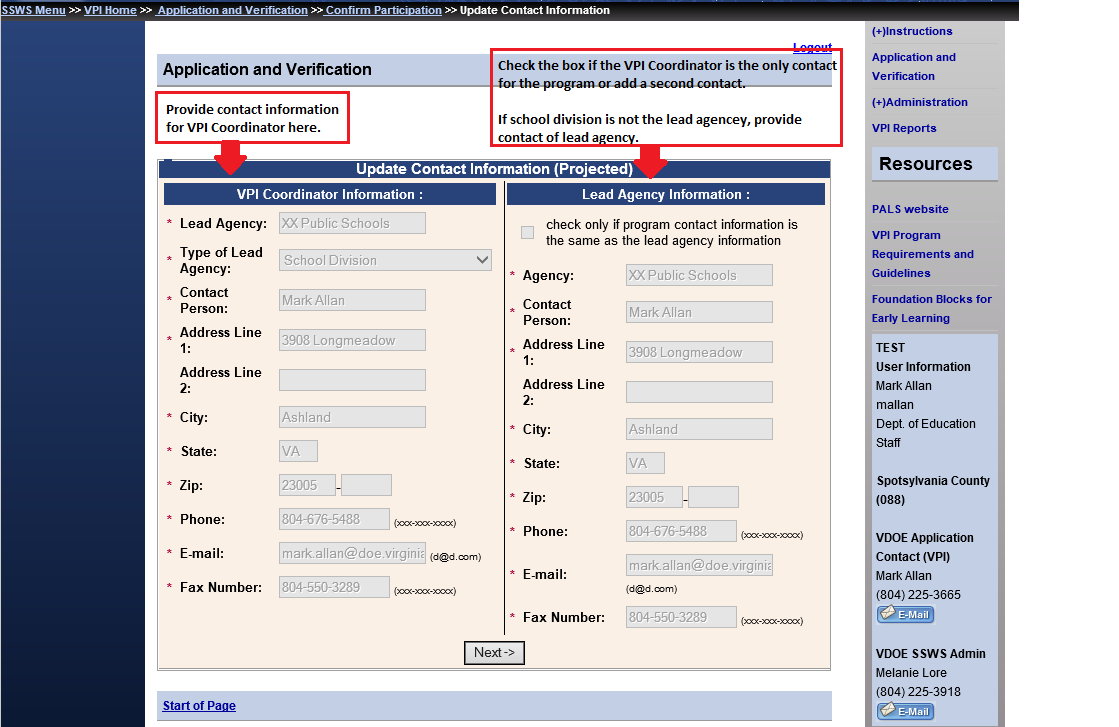 SSWS Menu >> VPI Home >> Application and Verification >> Confirm Participation >> Update Contact Information
Logout
Application and Verification
Provide contact information
for VPI Coordinator here.
Check the box if the VPI Coordinator is the only contact
for the program or add a second contact.
If school division is not the lead agencey, provide
contact of lead agency.
Update Contact Information (Projected)
VPI Coordinator Information :
* Lead Agency: XX Public Schools
* Type of Lead
Agency: School Division
* Contact
Person: Mark Allan
* Address Line
1: 3908 Longmeadow
Address Line
2:
* City: Ashland
* State: VA
* Zip: 23005 -
* Phone: 804-676-5488 (xxx-xxx-xxxx)
* E-mail: mark.allan@doe.virginia (d@d.com)
* Fax Number: 804-550-3289 (xxx-xxx-xxxx)
Lead Agency Information :
check only if program contact information is
the same as the lead agency information
* Agency: XX Public Schools
* Contact
Person: Mark Allan
* Address Line
1: 3908 Longmeadow
Address Line
2:
* City: Ashland
* State: VA
* Zip: 23005 -
* Phone: 804-676-5488 (xxx-xxx-xxxx)
* E-mail: mark.allan@doe.virginia
(d@d.com)
* Fax Number: 804-550-3289 (xxx-xxx-xxxx)
Next ->
Start of Page
(+)Instructions
Application and
Verification
(+)Administration
VPI Reports
Resources
PALS website
VPI Program
Requirements and
Guidelines
Foundation Blocks for
Early Learning
TEST
User Information
Mark Allan
mallan
Dept. of Education
Staff
Spotsylvania County
(088)
VDOE Application
Contact (VPI)
Mark Allan
(804) 225-3665
E-Mail
VDOE SSWS Admin
Melanie Lore
(804) 225-3918
E-Mail